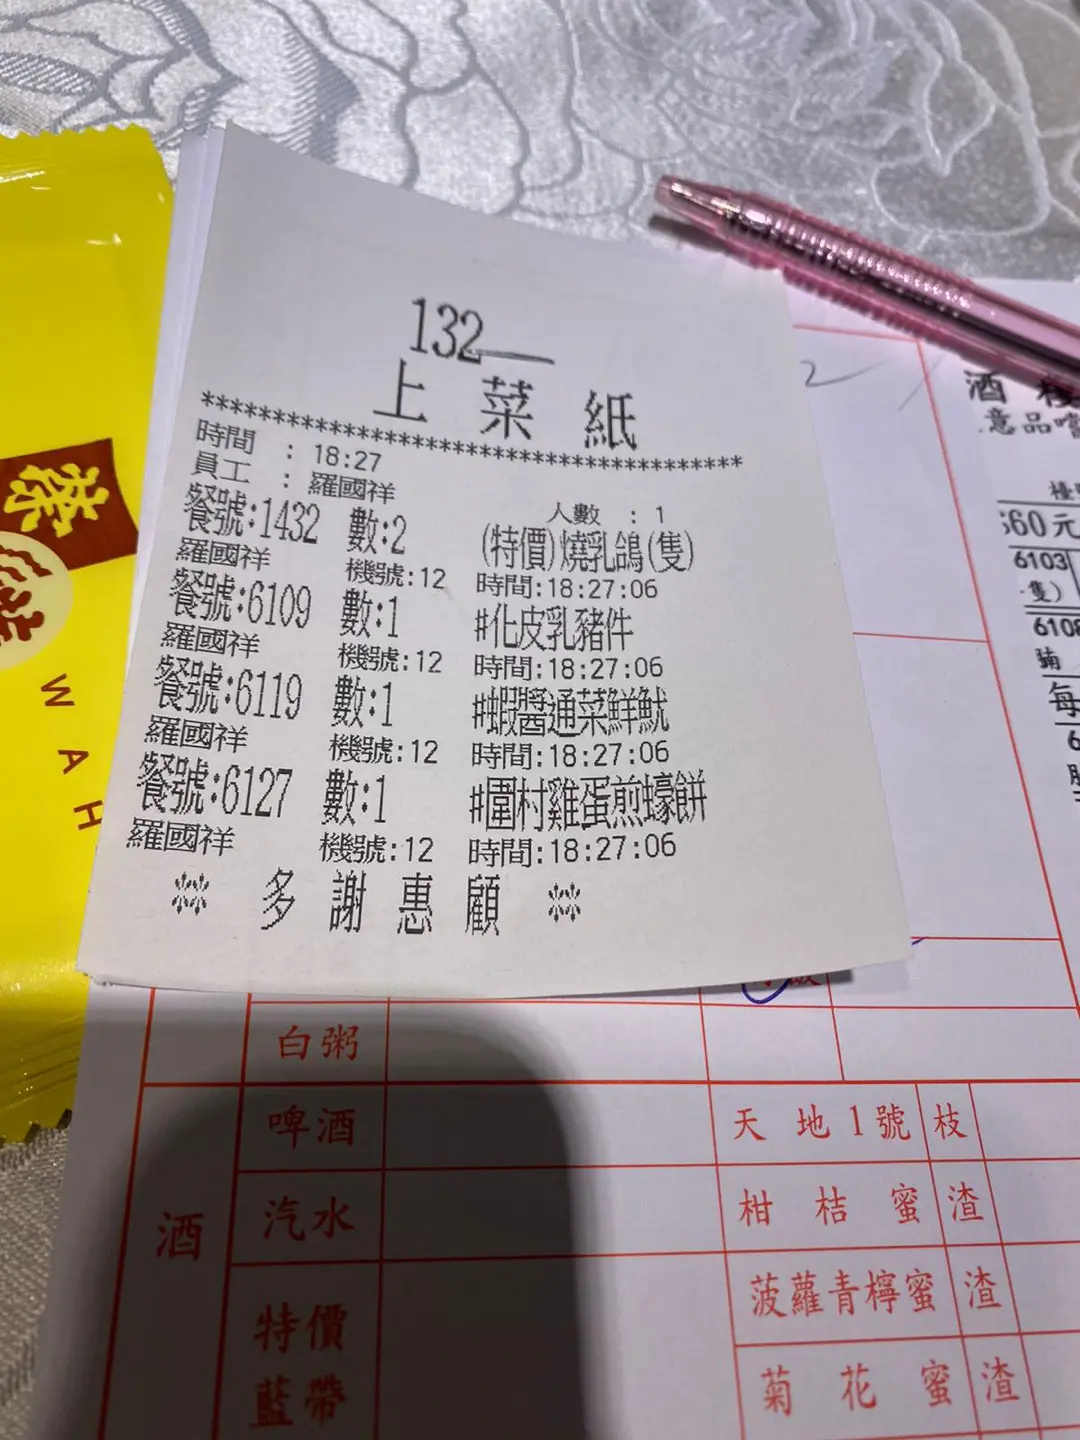 132
上菜紙
******************************************
時間 : 18:27
員工 : 羅國祥 人數 : 1
餐號:1432 數:2 (特價)燒乳鴿(隻)
羅國祥 機號:12 時間:18:27:06
餐號:6109 數:1 #化皮乳豬件
羅國祥 機號:12 時間:18:27:06
餐號:6119 數:1 #蝦醬通菜鮮魷
羅國祥 機號:12 時間:18:27:06
餐號:6127 數:1 #圍村雞蛋煎蠔餅
羅國祥 機號:12 時間:18:27:06
** 多謝惠顧 **
WAH
酒
意品嚐
60元
6103
隻)
6108
每
白粥
酒
啤酒 天地1號 枝
汽水 柑桔蜜 渣
特價藍帶
菠蘿青檸蜜 渣
菊花蜜 渣